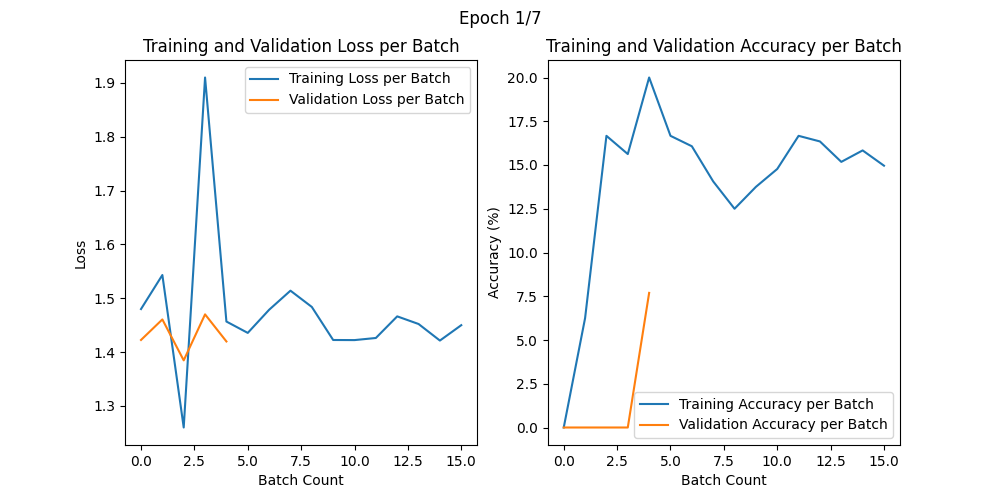 Epoch 1/7
Training and Validation Loss per Batch
Training Loss per Batch
Validation Loss per Batch
1.9
1.8
1.7
1.6
1.5
1.4
1.3
Loss
0.0 2.5 5.0 7.5 10.0 12.5 15.0
Batch Count
Training and Validation Accuracy per Batch
20.0
17.5
15.0
12.5
10.0
7.5
5.0
2.5
0.0
Accuracy (%)
Training Accuracy per Batch
Validation Accuracy per Batch
0.0 2.5 5.0 7.5 10.0 12.5 15.0
Batch Count